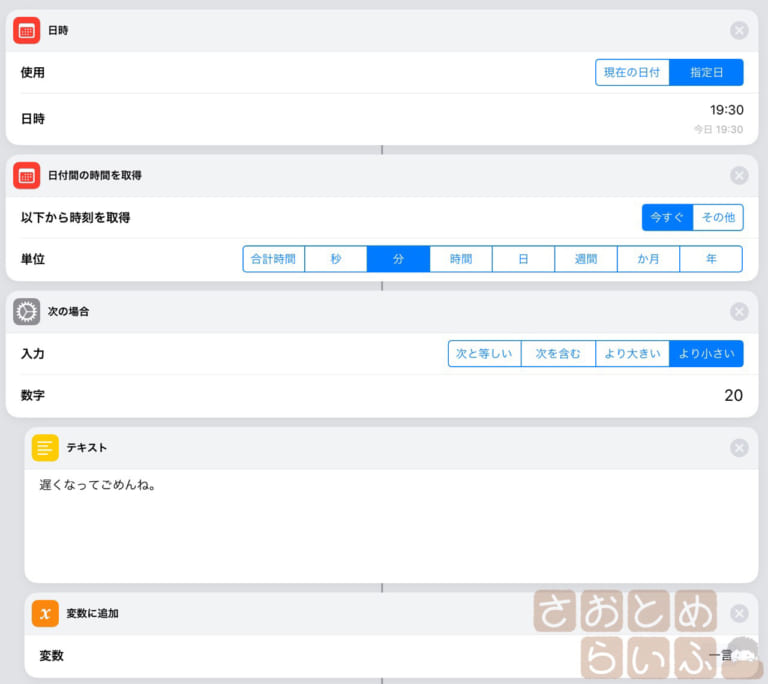 日時
使用 現在の日付 指定日
日時 19:30
今日 19:30
日付間の時間を取得
以下から時刻を取得 今すぐ その他
単位 合計時間 秒 分 時間 日 週間 か月 年
次の場合
入力 次と等しい 次を含む より大きい より小さい
数字 20
テキスト
遅くなってごめんね。
x 変数に追加
さおとめ
変数 一言
らいふ